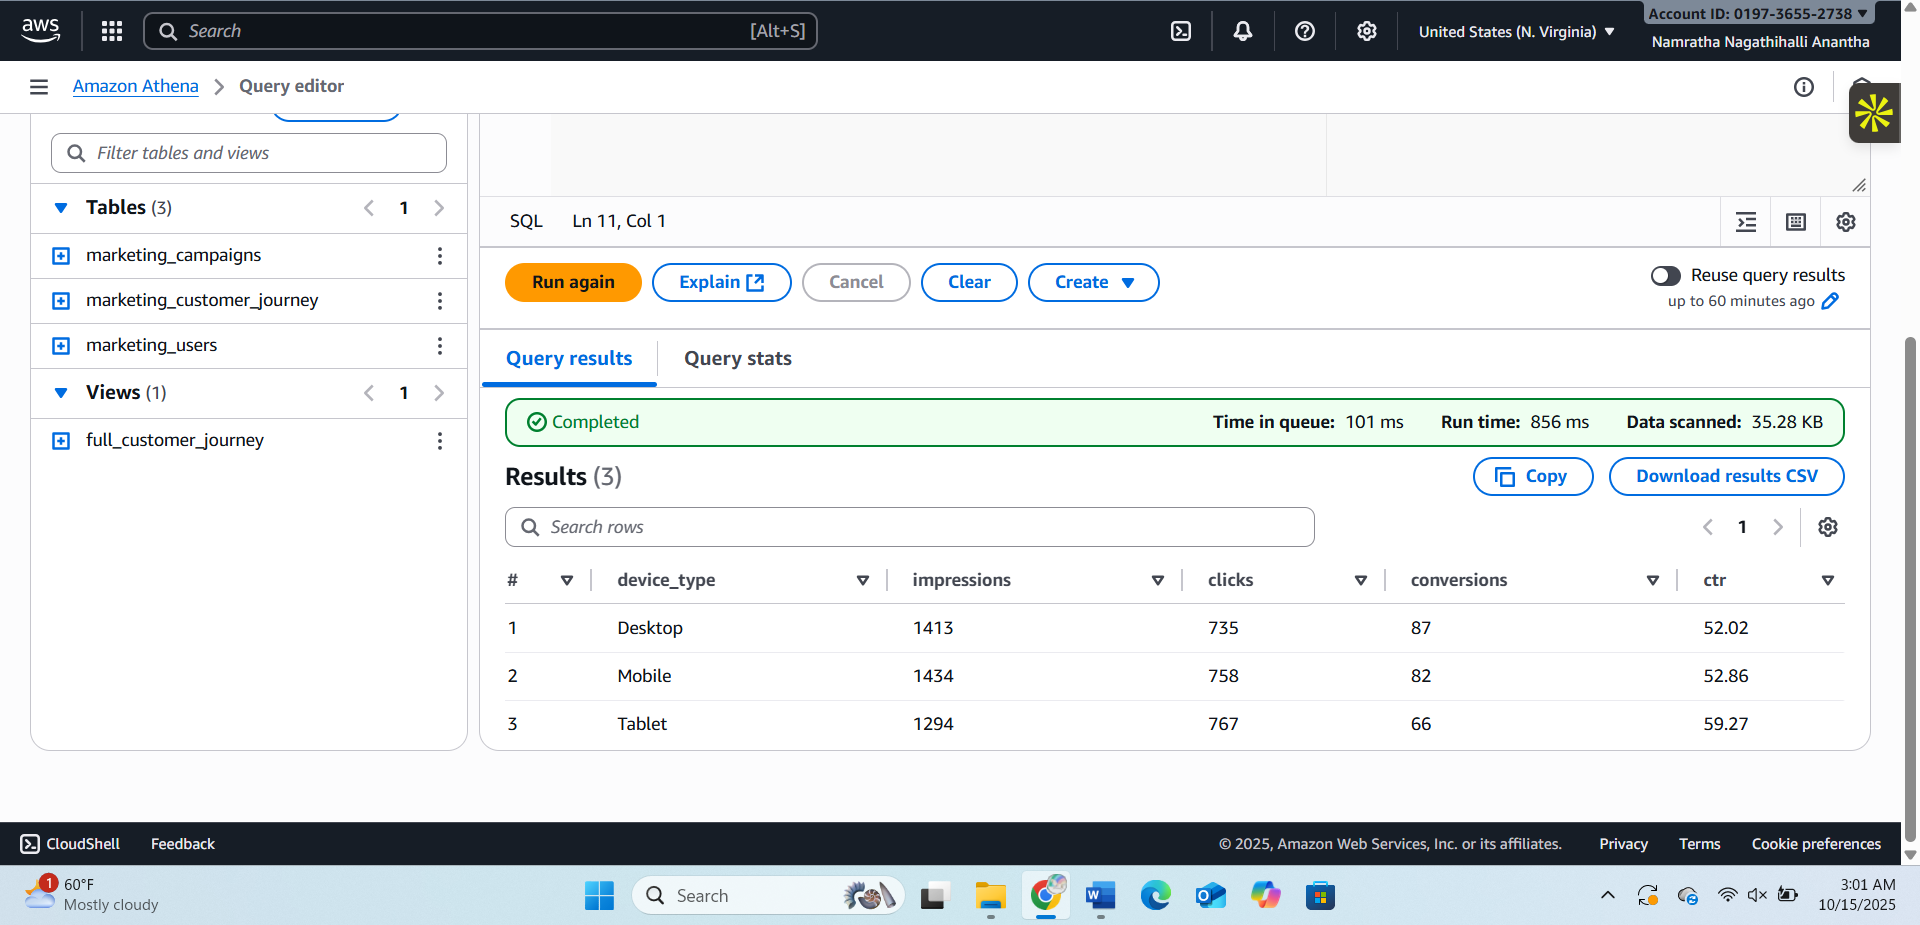 aws
Search [Alt+S]
United States (N. Virginia)
Account ID: 0197-3655-2738
Namratha Nagathihalli Anantha
Amazon Athena Query editor
Filter tables and views
Tables (3) 1
marketing_campaigns
marketing_customer_journey
marketing_users
Views (1) 1
full_customer_journey
SQL Ln 11, Col 1
Run again Explain Cancel Clear Create
Reuse query results
up to 60 minutes ago
Query results Query stats
Completed Time in queue: 101 ms Run time: 856 ms Data scanned: 35.28 KB
Results (3) Copy Download results CSV
Search rows 1
# device_type impressions clicks conversions ctr
1 Desktop 1413 735 87 52.02
2 Mobile 1434 758 82 52.86
3 Tablet 1294 767 66 59.27
CloudShell Feedback © 2025, Amazon Web Services, Inc. or its affiliates. Privacy Terms Cookie preferences
1 60°F
Mostly cloudy
Search
3:01 AM
10/15/2025